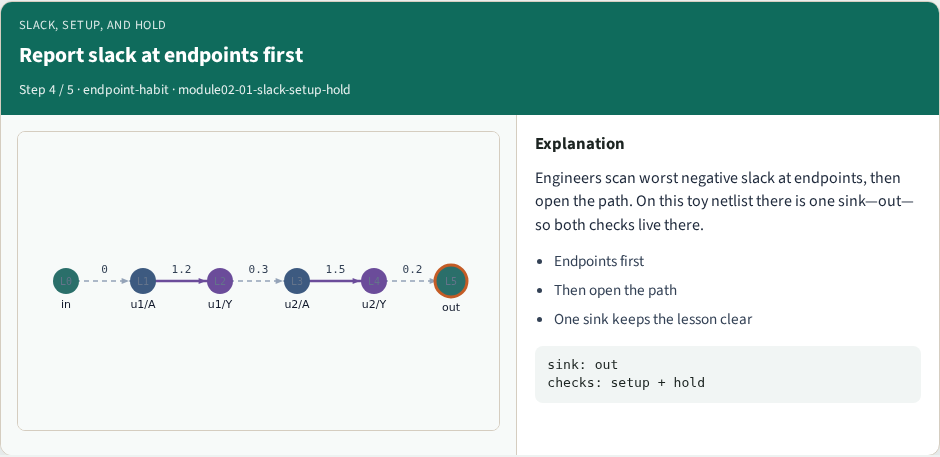 SLACK, SETUP, AND HOLD
Report slack at endpoints first
Step 4 / 5 · endpoint-habit · module02-01-slack-setup-hold
0 1.2 0.3 1.5 0.2
L0 L1 L2 L3 L4 L5
in u1/A u1/Y u2/A u2/Y out
Explanation
Engineers scan worst negative slack at endpoints, then
open the path. On this toy netlist there is one sink—out—
so both checks live there.
Endpoints first
Then open the path
One sink keeps the lesson clear
sink: out
checks: setup + hold